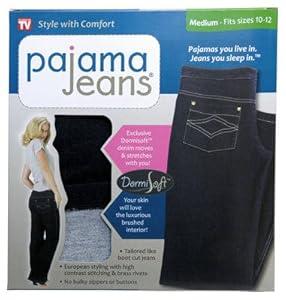 TV
Style with Comfort
Medium - Fits sizes 10-12
pajama
jeans®
Pajamas you live in.
Jeans you sleep in.™
Exclusive
Dormisoft™
denim moves
& stretches
with you!
DormiSoft™
Your skin
will love
the luxurious
brushed
interior!
• Tailored like
boot cut jeans
• European styling with high
contrast stitching & brass rivets
• No bulky zippers or buttons